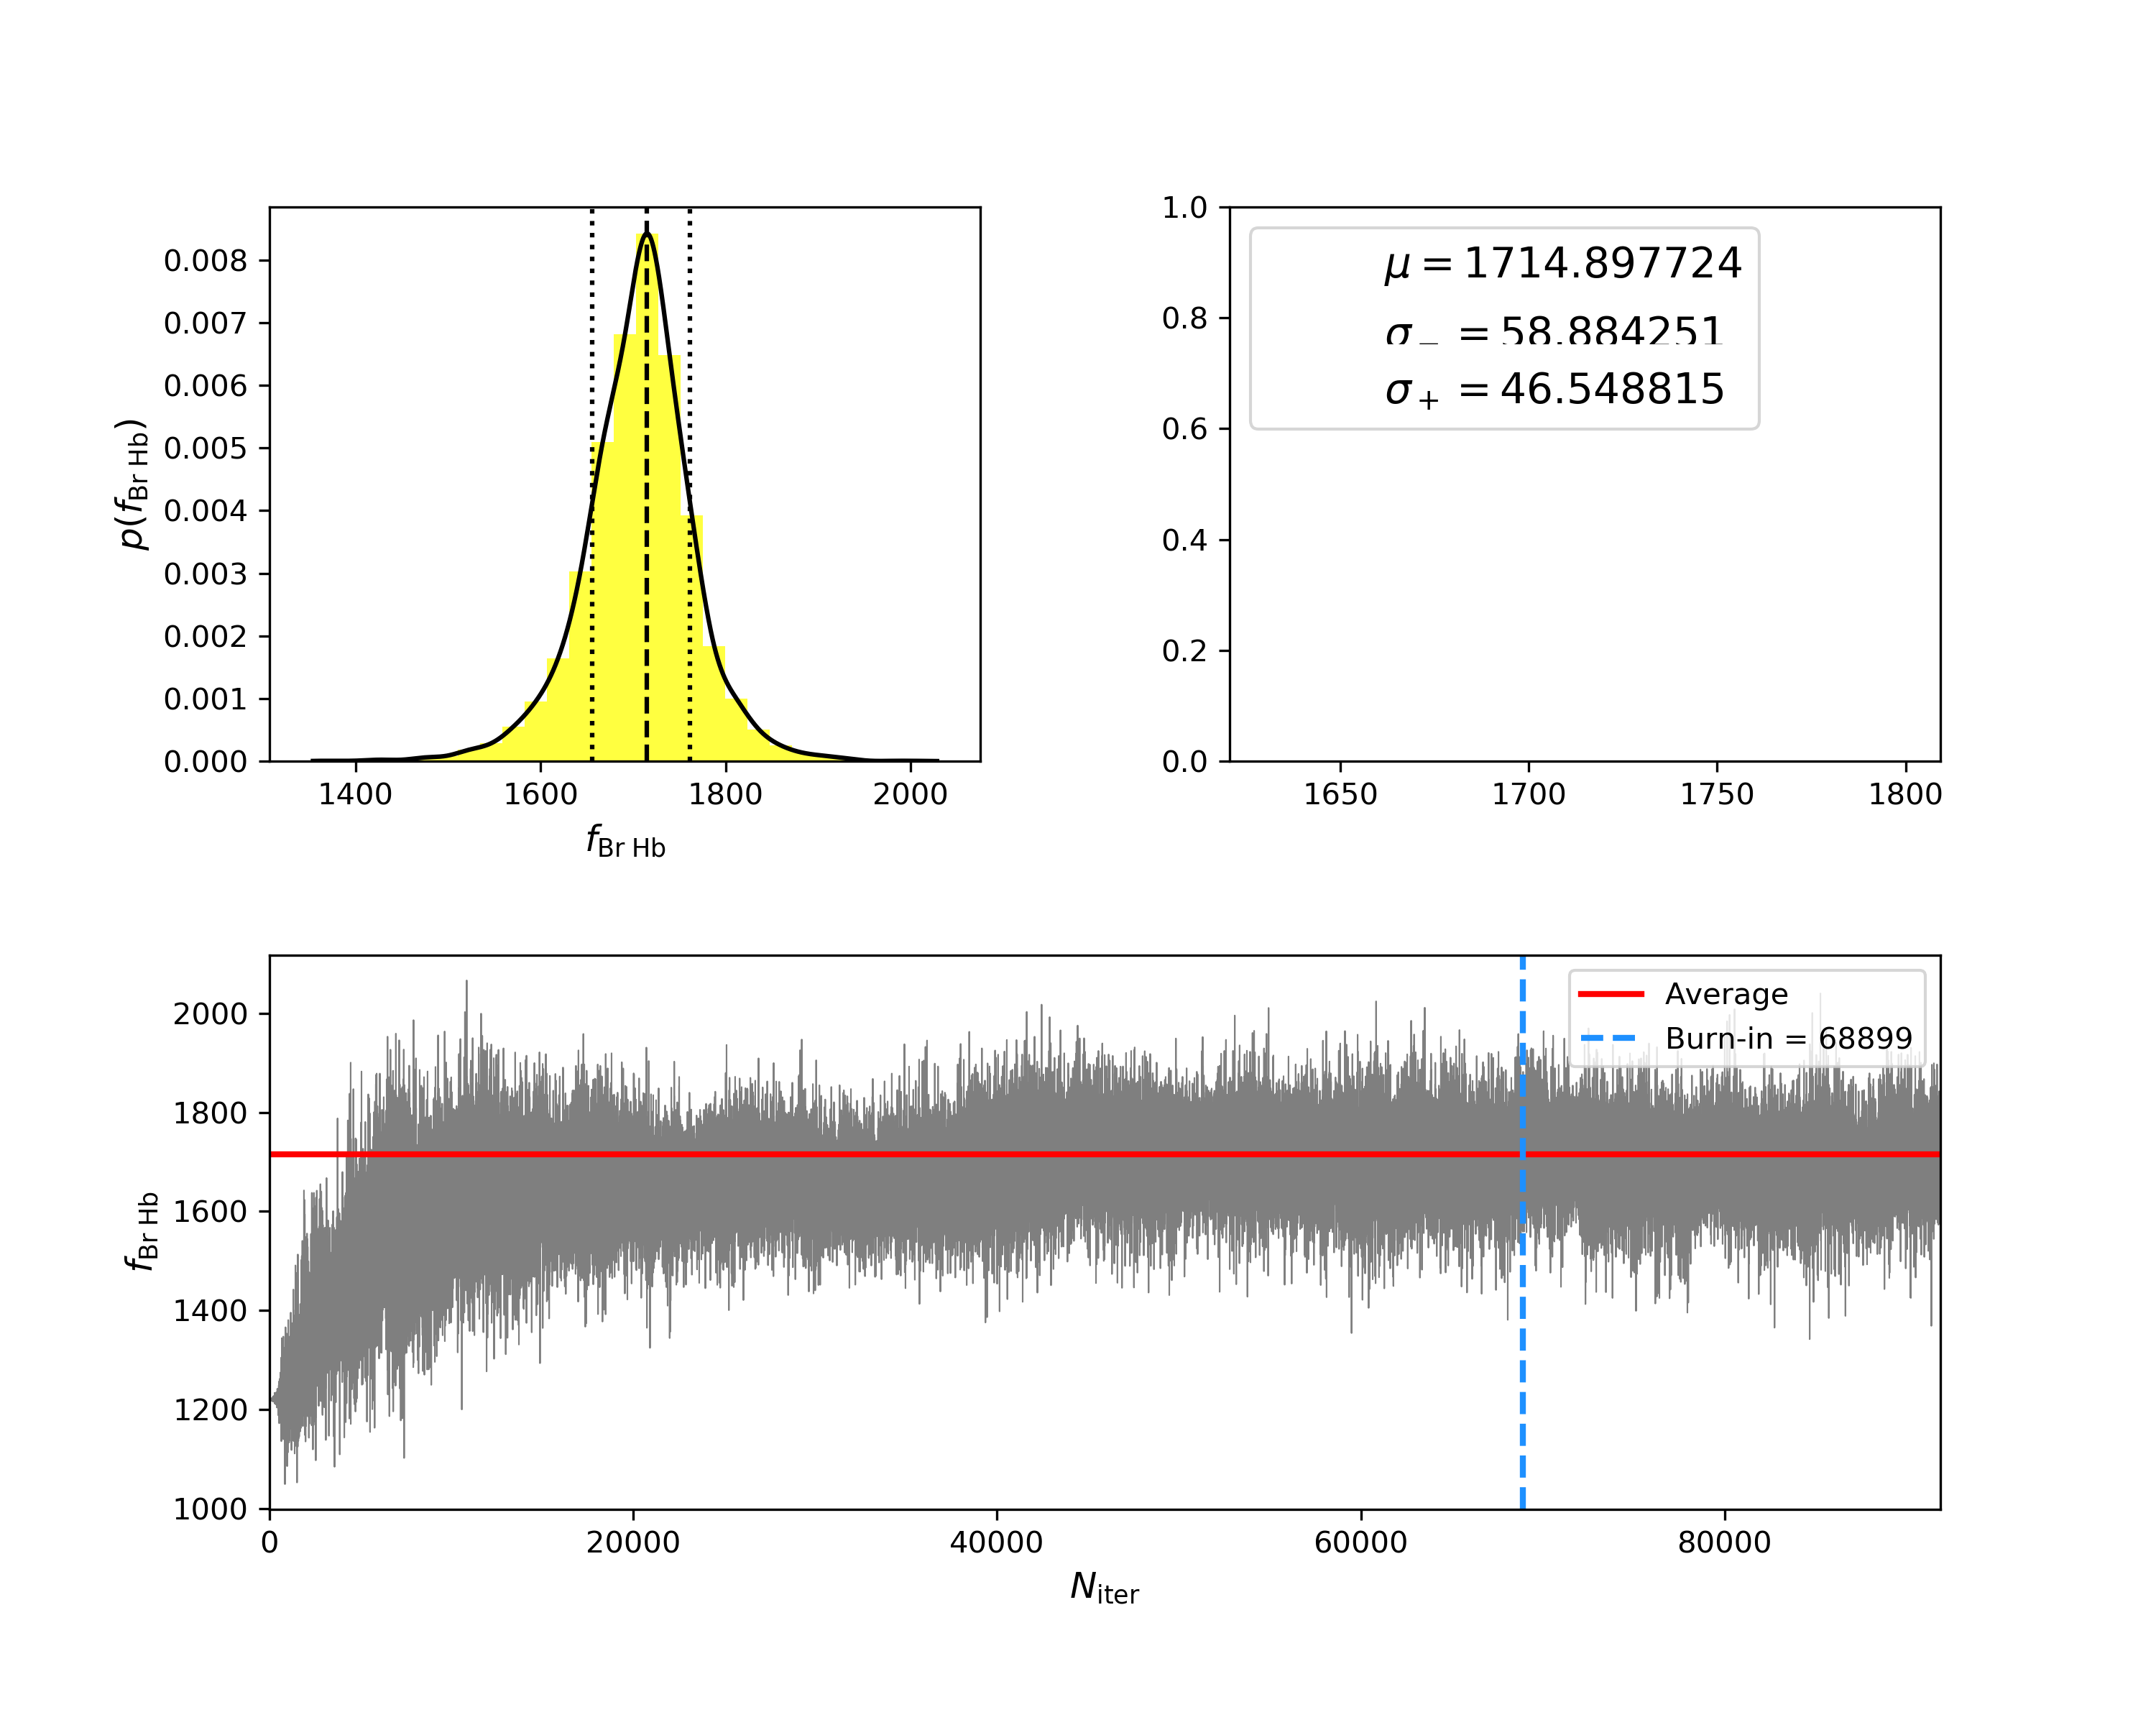 0.008
0.007
0.006
0.005
0.004
0.003
0.002
0.001
0.000
p(f_Br Hb)
1400 1600 1800 2000
f_Br Hb
1.0
0.8
0.6
0.4
0.2
0.0
μ = 1714.897724
σ_− = 58.884251
σ_+ = 46.548815
1650 1700 1750 1800
2000
1800
1600
1400
1200
1000
f_Br Hb
Average
Burn-in = 68899
0 20000 40000 60000 80000
N_iter